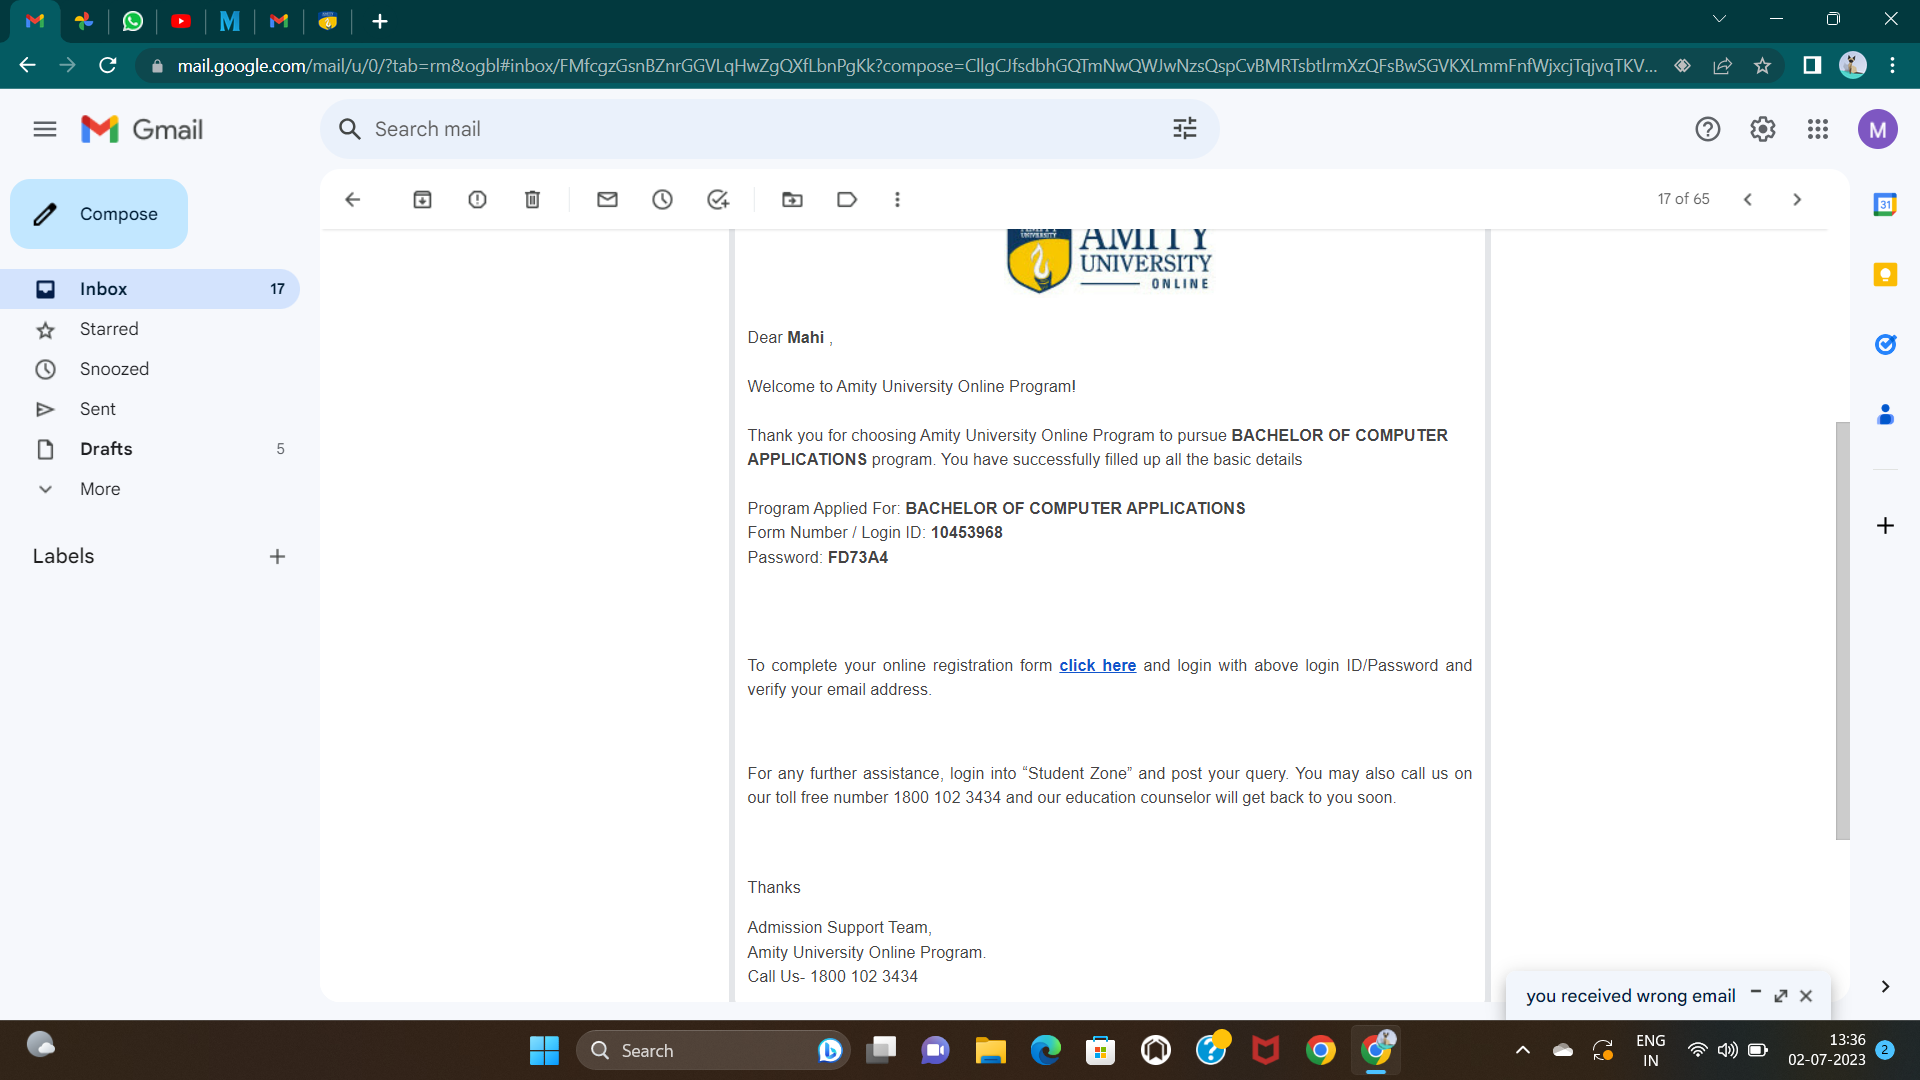 mail.google.com/mail/u/0/?tab=rm&ogbl#inbox/FMfcgzGsnBZnrGGVLqHwZgQXfLbnPgKk?compose=CllgCJfsdbhGQTmNwQWJwNzsQspCvBMRTsbtlrmXzQFsBwSGVKXLmmFnfWjxcjTqjvqTKV...
Gmail
Search mail
M
Compose
17 of 65
Inbox 17
Starred
Snoozed
Sent
Drafts 5
More
Labels
AMITY
UNIVERSITY
ONLINE
Dear Mahi ,
Welcome to Amity University Online Program!
Thank you for choosing Amity University Online Program to pursue BACHELOR OF COMPUTER
APPLICATIONS program. You have successfully filled up all the basic details
Program Applied For: BACHELOR OF COMPUTER APPLICATIONS
Form Number / Login ID: 10453968
Password: FD73A4
To complete your online registration form click here and login with above login ID/Password and
verify your email address.
For any further assistance, login into “Student Zone” and post your query. You may also call us on
our toll free number 1800 102 3434 and our education counselor will get back to you soon.
Thanks
Admission Support Team,
Amity University Online Program.
Call Us- 1800 102 3434
31
you received wrong email
Search
ENG
IN
13:36
02-07-2023
2